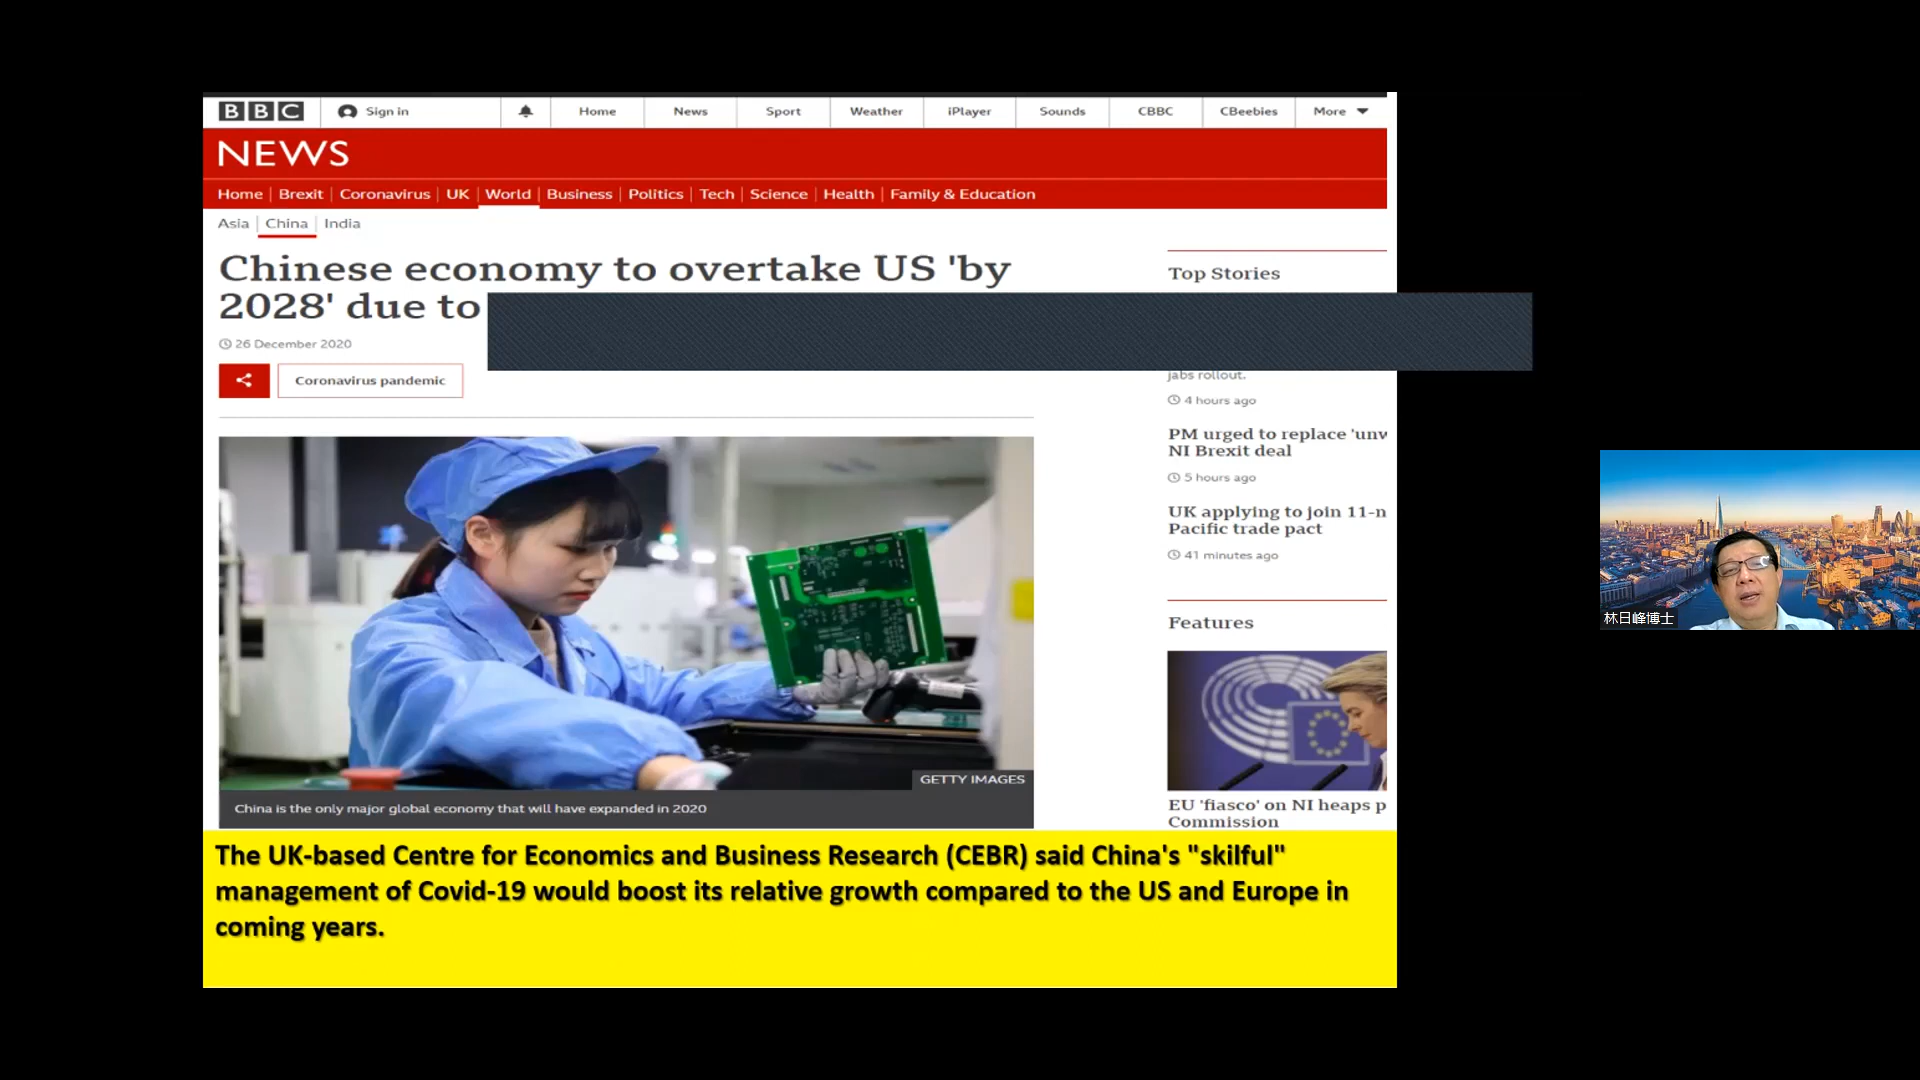 BBC
Sign in
Home
News
Sport
Weather
iPlayer
Sounds
CBBC
CBeebies
More
NEWS
Home
Brexit
Coronavirus
UK
World
Business
Politics
Tech
Science
Health
Family & Education
Asia
China
India
Chinese economy to overtake US 'by
2028' due to
26 December 2020
Coronavirus pandemic
GETTY IMAGES
China is the only major global economy that will have expanded in 2020
Top Stories
jabs rollout.
4 hours ago
PM urged to replace 'unw
NI Brexit deal
5 hours ago
UK applying to join 11-n
Pacific trade pact
41 minutes ago
Features
EU 'fiasco' on NI heaps p
Commission
The UK-based Centre for Economics and Business Research (CEBR) said China's "skilful"
management of Covid-19 would boost its relative growth compared to the US and Europe in
coming years.
林日峰博士